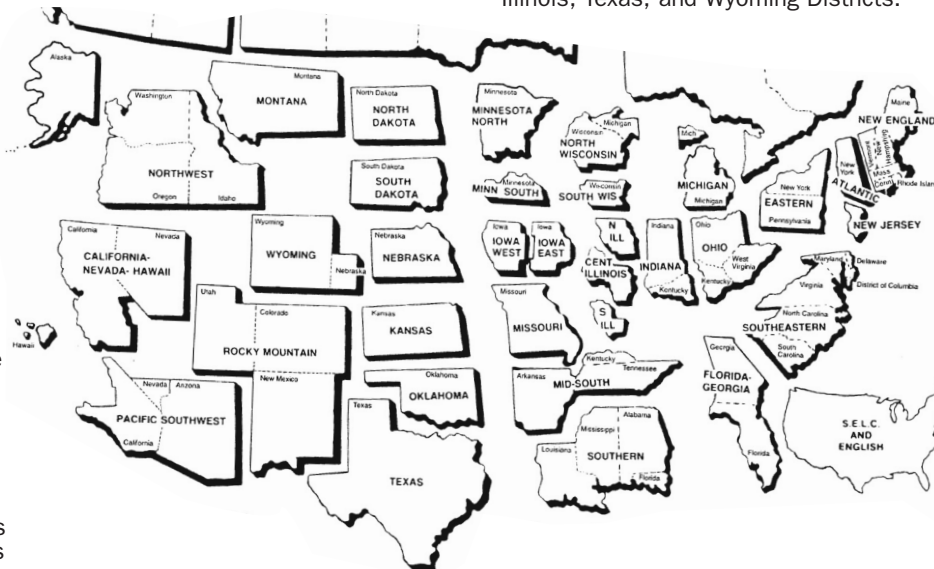 Illinois, Texas, and Wyoming Districts.
Alaska
Washington
NORTHWEST
Oregon
Idaho
Montana
MONTANA
North Dakota
NORTH
DAKOTA
South Dakota
SOUTH
DAKOTA
Minnesota
MINNESOTA
NORTH
Minnesota
MINN SOUTH
Michigan
Wisconsin
NORTH
WISCONSIN
Wisconsin
SOUTH WIS
Mich
MICHIGAN
Michigan
Maine
NEW ENGLAND
New
Hampshire
Vermont
Mass
Conn
Rhode Island
New
York
ATLANTIC
New York
EASTERN
Pennsylvania
NEW JERSEY
California
Nevada
CALIFORNIA-
NEVADA- HAWAII
Hawaii
Wyoming
WYOMING
Nebraska
Nebraska
NEBRASKA
Iowa
IOWA
WEST
Iowa
IOWA
EAST
N
ILL
CENT
ILLINOIS
S
ILL
Indiana
INDIANA
Kentucky
Ohio
OHIO
West
Virginia
Kentucky
Maryland
Delaware
District of Columbia
Virginia
North Carolina
SOUTHEASTERN
South
Carolina
Utah
Colorado
ROCKY MOUNTAIN
New Mexico
Kansas
KANSAS
Missouri
MISSOURI
Nevada
Arizona
PACIFIC SOUTHWEST
California
Oklahoma
OKLAHOMA
Texas
TEXAS
Kentucky
Tennessee
Arkansas
MID-SOUTH
Alabama
Mississippi
Louisiana
SOUTHERN
Florida
Georgia
FLORIDA-
GEORGIA
Florida
S.E.L.C.
AND
ENGLISH